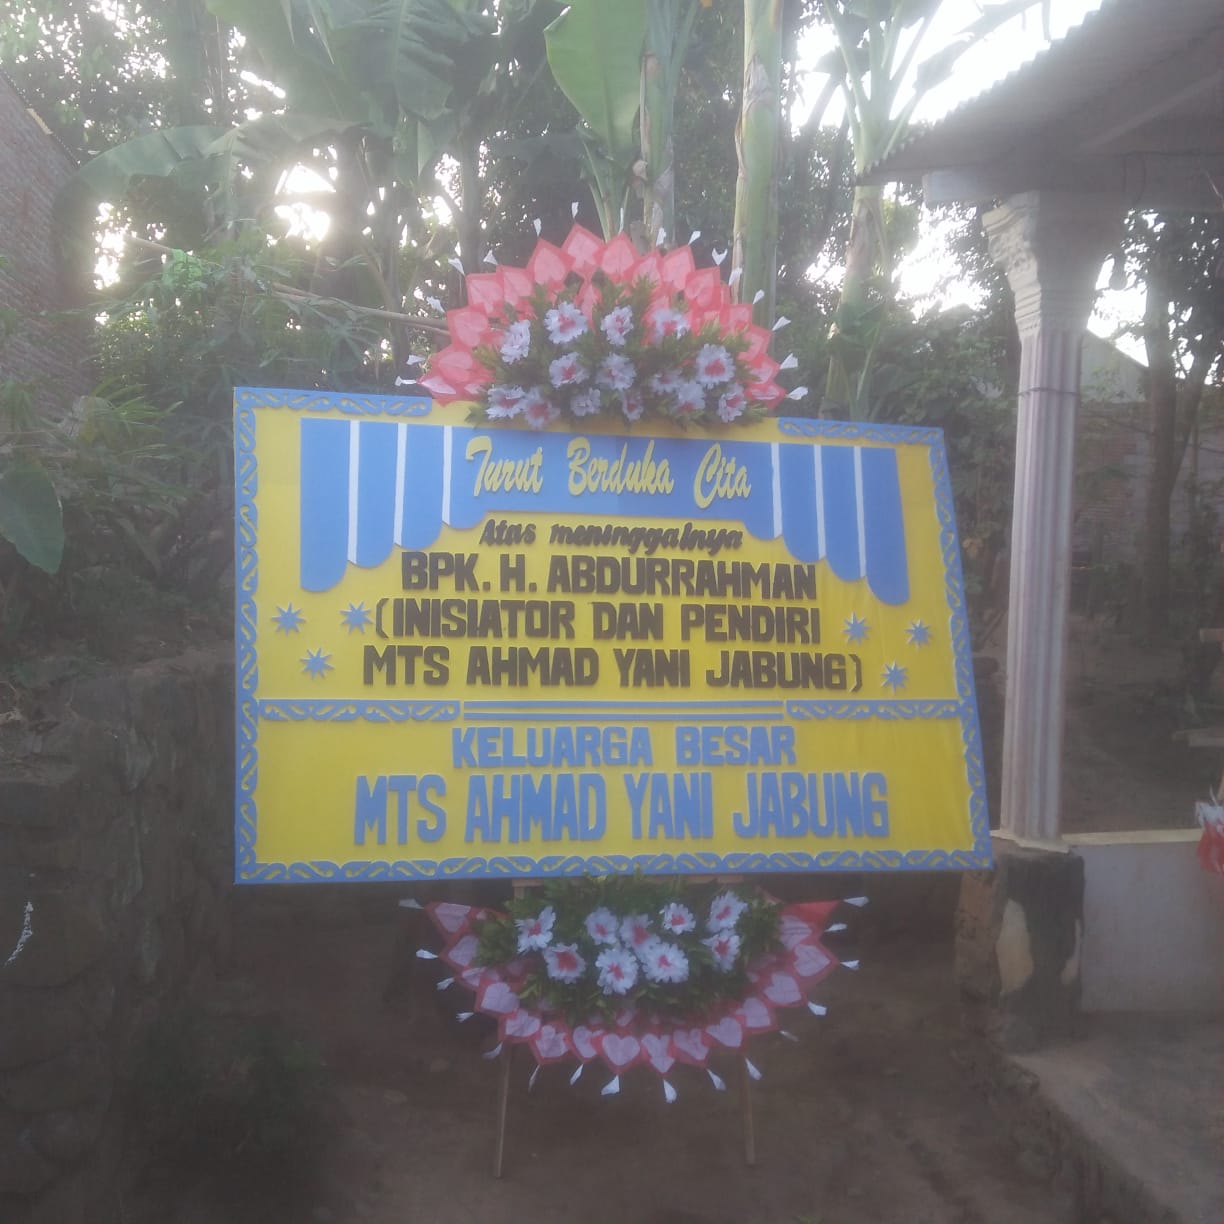 Turut Berduka Cita
Atas meninggalnya
BPK. H. ABDURRAHMAN
(INISIATOR DAN PENDIRI
MTS AHMAD YANI JABUNG)
KELUARGA BESAR
MTS AHMAD YANI JABUNG